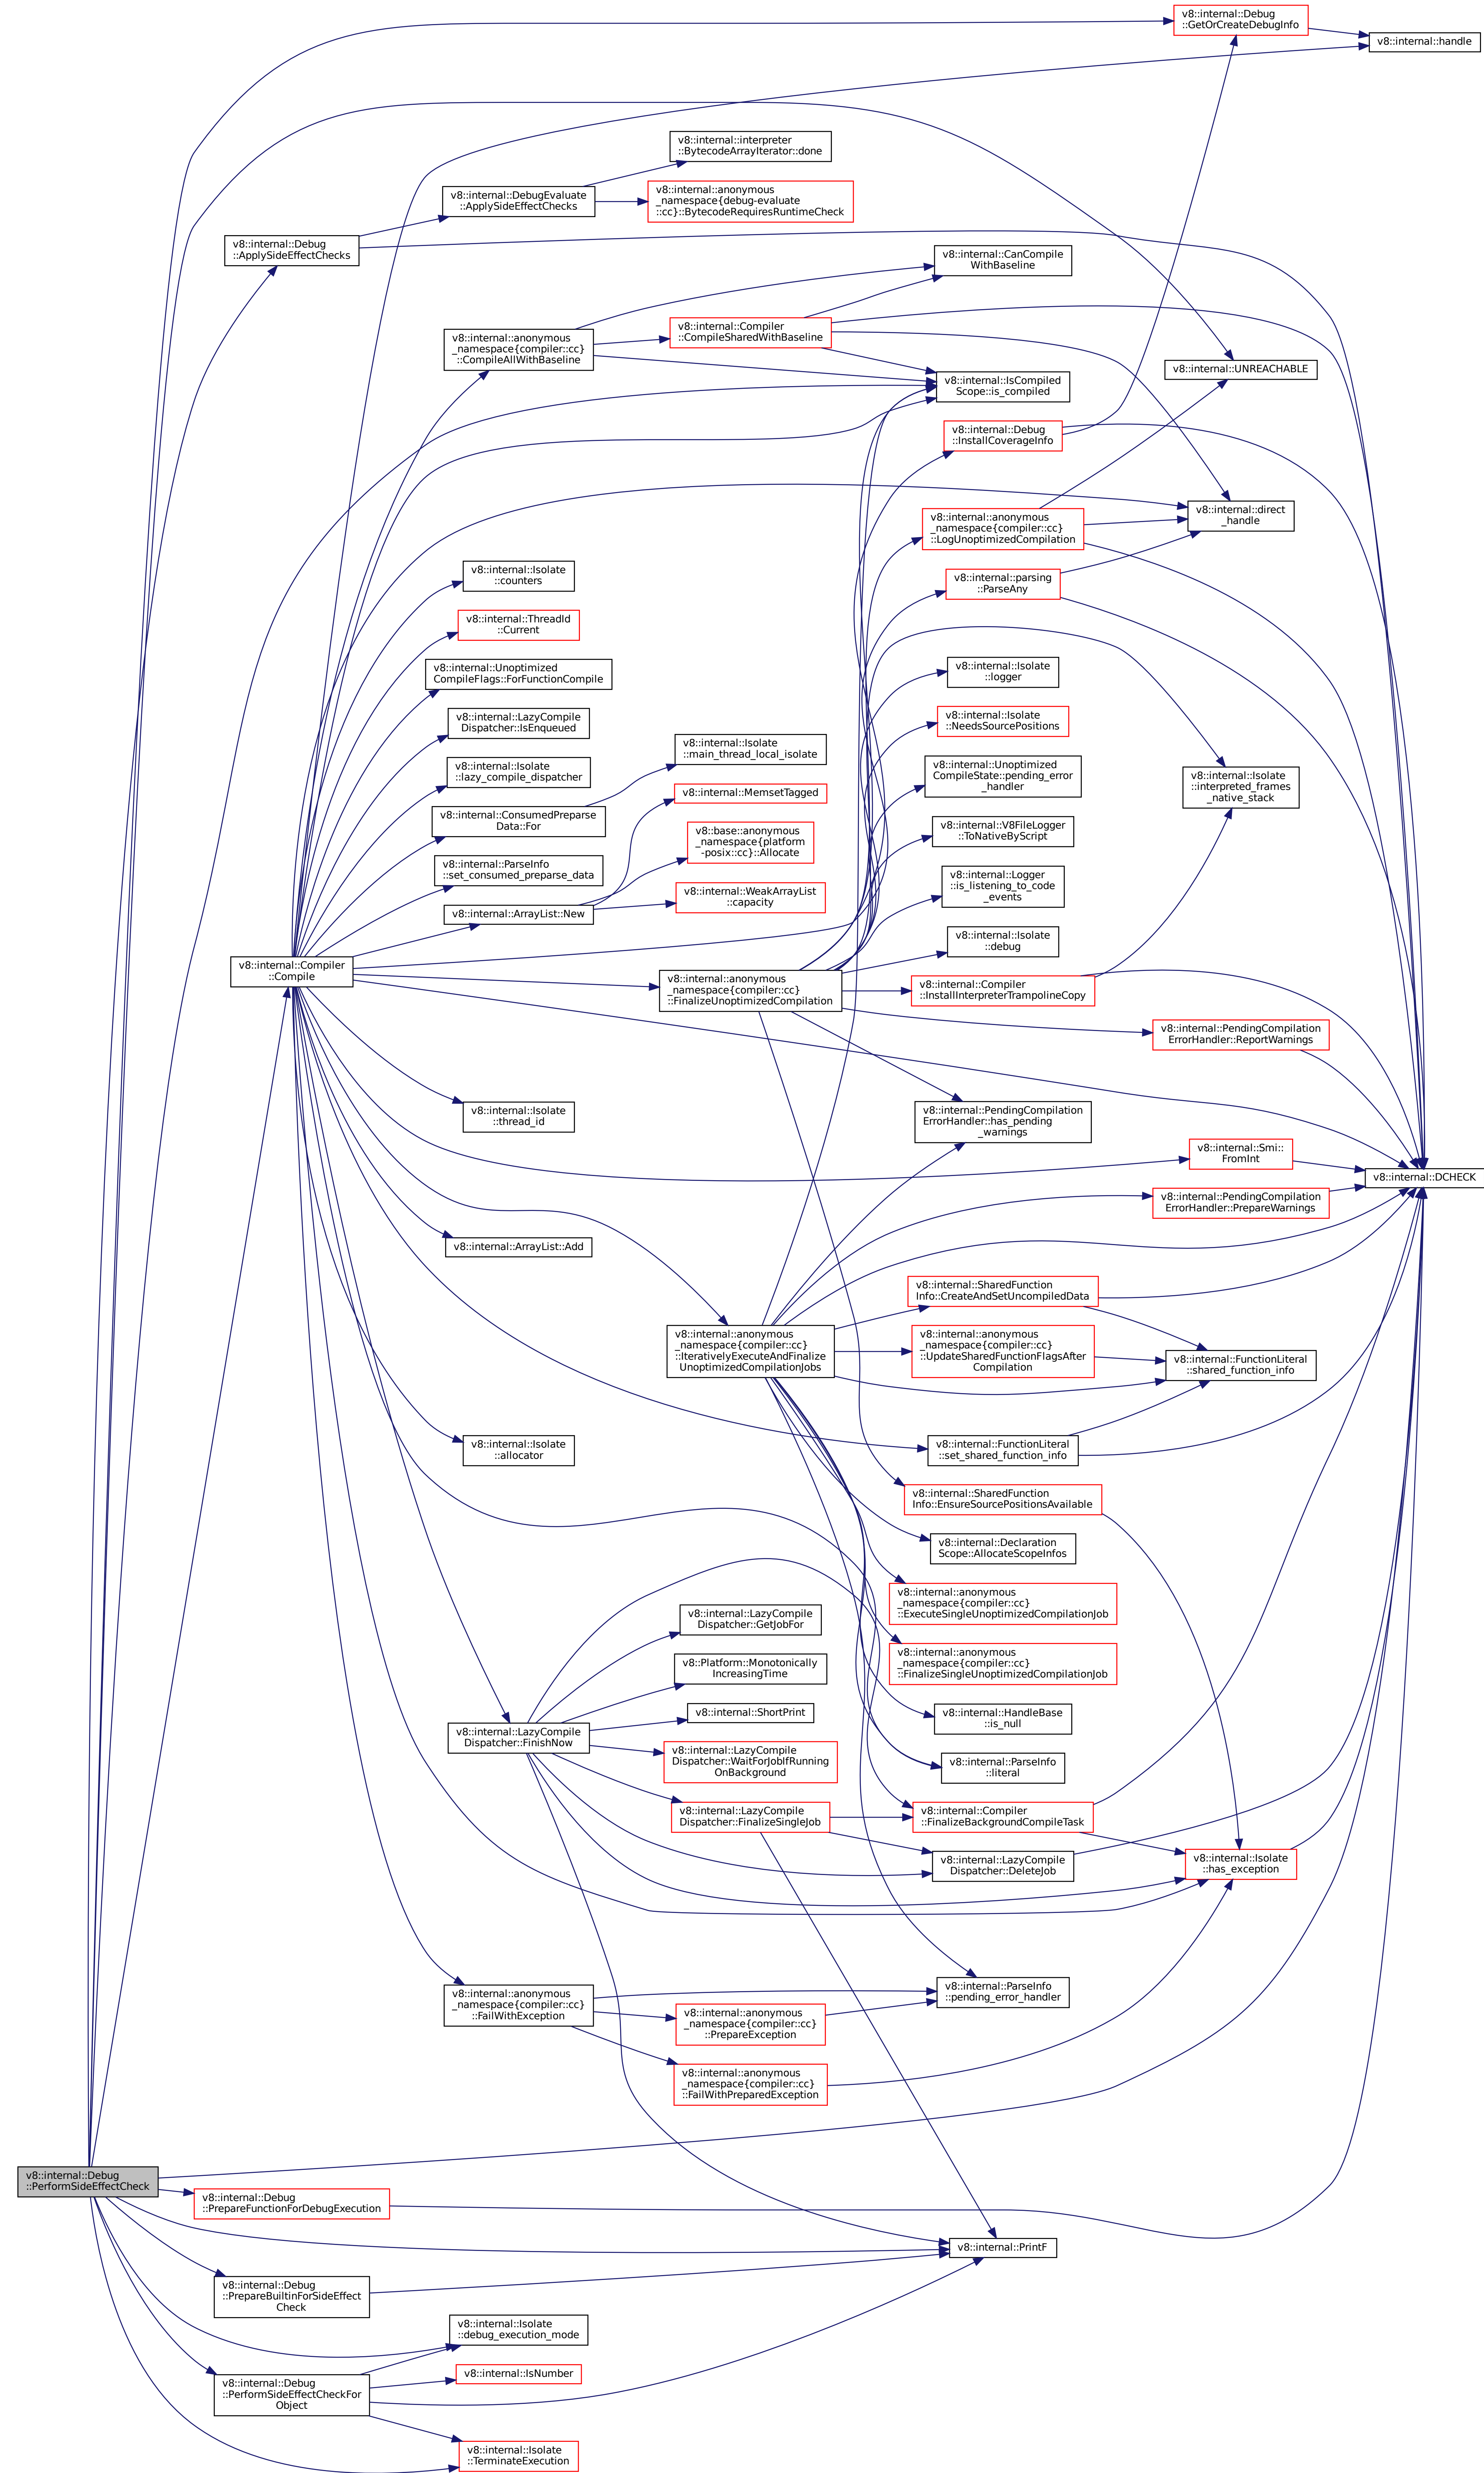 v8::internal::Debug
::GetOrCreateDebugInfo
v8::internal::handle
v8::internal::interpreter
::BytecodeArrayIterator::done
v8::internal::DebugEvaluate
::ApplySideEffectChecks
v8::internal::anonymous
_namespace{debug-evaluate
::cc}::BytecodeRequiresRuntimeCheck
v8::internal::Debug
::ApplySideEffectChecks
v8::internal::CanCompile
WithBaseline
v8::internal::anonymous
_namespace{compiler::cc}
::CompileAllWithBaseline
v8::internal::Compiler
::CompileSharedWithBaseline
v8::internal::UNREACHABLE
v8::internal::IsCompiled
Scope::is_compiled
v8::internal::Debug
::InstallCoverageInfo
v8::internal::direct
_handle
v8::internal::anonymous
_namespace{compiler::cc}
::LogUnoptimizedCompilation
v8::internal::Isolate
::counters
v8::internal::parsing
::ParseAny
v8::internal::ThreadId
::Current
v8::internal::Unoptimized
CompileFlags::ForFunctionCompile
v8::internal::Isolate
::logger
v8::internal::LazyCompile
Dispatcher::IsEnqueued
v8::internal::Isolate
::NeedsSourcePositions
v8::internal::Isolate
::main_thread_local_isolate
v8::internal::Isolate
::lazy_compile_dispatcher
v8::internal::Unoptimized
CompileState::pending_error
_handler
v8::internal::Isolate
::interpreted_frames
_native_stack
v8::internal::MemsetTagged
v8::internal::ConsumedPreparse
Data::For
v8::internal::V8FileLogger
::ToNativeByScript
v8::base::anonymous
_namespace{platform
-posix::cc}::Allocate
v8::internal::ParseInfo
::set_consumed_preparse_data
v8::internal::Logger
::is_listening_to_code
_events
v8::internal::WeakArrayList
::capacity
v8::internal::ArrayList::New
v8::internal::Isolate
::debug
v8::internal::Compiler
::Compile
v8::internal::anonymous
_namespace{compiler::cc}
::FinalizeUnoptimizedCompilation
v8::internal::Compiler
::InstallInterpreterTrampolineCopy
v8::internal::PendingCompilation
ErrorHandler::ReportWarnings
v8::internal::Isolate
::thread_id
v8::internal::PendingCompilation
ErrorHandler::has_pending
_warnings
v8::internal::Smi::
FromInt
v8::internal::DCHECK
v8::internal::PendingCompilation
ErrorHandler::PrepareWarnings
v8::internal::ArrayList::Add
v8::internal::SharedFunction
Info::CreateAndSetUncompiledData
v8::internal::anonymous
_namespace{compiler::cc}
::IterativelyExecuteAndFinalize
UnoptimizedCompilationJobs
v8::internal::anonymous
_namespace{compiler::cc}
::UpdateSharedFunctionFlagsAfter
Compilation
v8::internal::FunctionLiteral
::shared_function_info
v8::internal::Isolate
::allocator
v8::internal::FunctionLiteral
::set_shared_function_info
v8::internal::SharedFunction
Info::EnsureSourcePositionsAvailable
v8::internal::Declaration
Scope::AllocateScopeInfos
v8::internal::anonymous
_namespace{compiler::cc}
::ExecuteSingleUnoptimizedCompilationJob
v8::internal::LazyCompile
Dispatcher::GetJobFor
v8::internal::anonymous
_namespace{compiler::cc}
::FinalizeSingleUnoptimizedCompilationJob
v8::Platform::Monotonically
IncreasingTime
v8::internal::ShortPrint
v8::internal::HandleBase
::is_null
v8::internal::LazyCompile
Dispatcher::FinishNow
v8::internal::LazyCompile
Dispatcher::WaitForJobIfRunning
OnBackground
v8::internal::ParseInfo
::literal
v8::internal::LazyCompile
Dispatcher::FinalizeSingleJob
v8::internal::Compiler
::FinalizeBackgroundCompileTask
v8::internal::LazyCompile
Dispatcher::DeleteJob
v8::internal::Isolate
::has_exception
v8::internal::anonymous
_namespace{compiler::cc}
::FailWithException
v8::internal::ParseInfo
::pending_error_handler
v8::internal::anonymous
_namespace{compiler::cc}
::PrepareException
v8::internal::anonymous
_namespace{compiler::cc}
::FailWithPreparedException
v8::internal::Debug
::PerformSideEffectCheck
v8::internal::Debug
::PrepareFunctionForDebugExecution
v8::internal::PrintF
v8::internal::Debug
::PrepareBuiltinForSideEffect
Check
v8::internal::Isolate
::debug_execution_mode
v8::internal::Debug
::PerformSideEffectCheckFor
Object
v8::internal::IsNumber
v8::internal::Isolate
::TerminateExecution